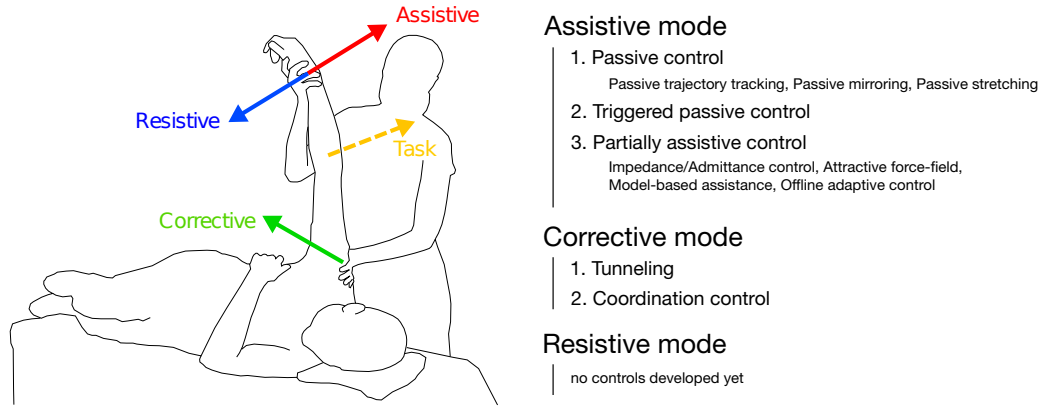 Assistive
Resistive
Task
Corrective
Assistive mode
1. Passive control
Passive trajectory tracking, Passive mirroring, Passive stretching
2. Triggered passive control
3. Partially assistive control
Impedance/Admittance control, Attractive force-field,
Model-based assistance, Offline adaptive control
Corrective mode
1. Tunneling
2. Coordination control
Resistive mode
no controls developed yet